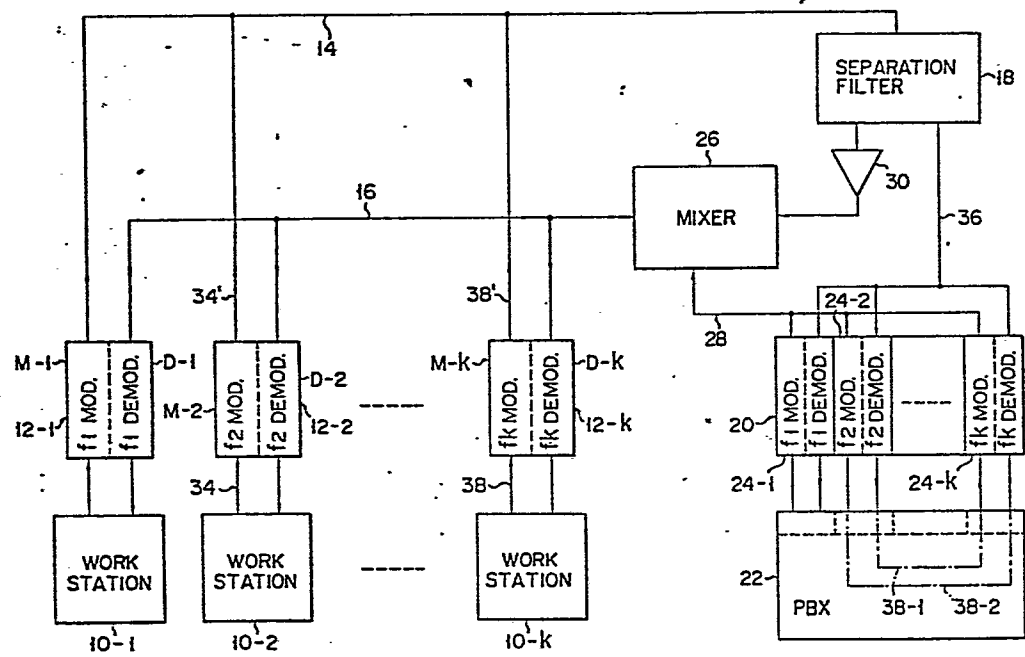 14
SEPARATION
FILTER
18
26
30
16
MIXER
36
34'
38'
24-2
28
M-1
D-1
M-2
D-2
M-k
D-k
f1 MOD.
f1 DEMOD.
f2 MOD.
f2 DEMOD.
fk MOD.
fk DEMOD.
20
f1 MOD.
f1 DEMOD.
f2 MOD.
f2 DEMOD.
fk MOD.
fk DEMOD.
12-1
12-2
12-k
34
38
24-1
24-k
WORK
STATION
WORK
STATION
WORK
STATION
22
PBX
38-1
38-2
10-1
10-2
10-k